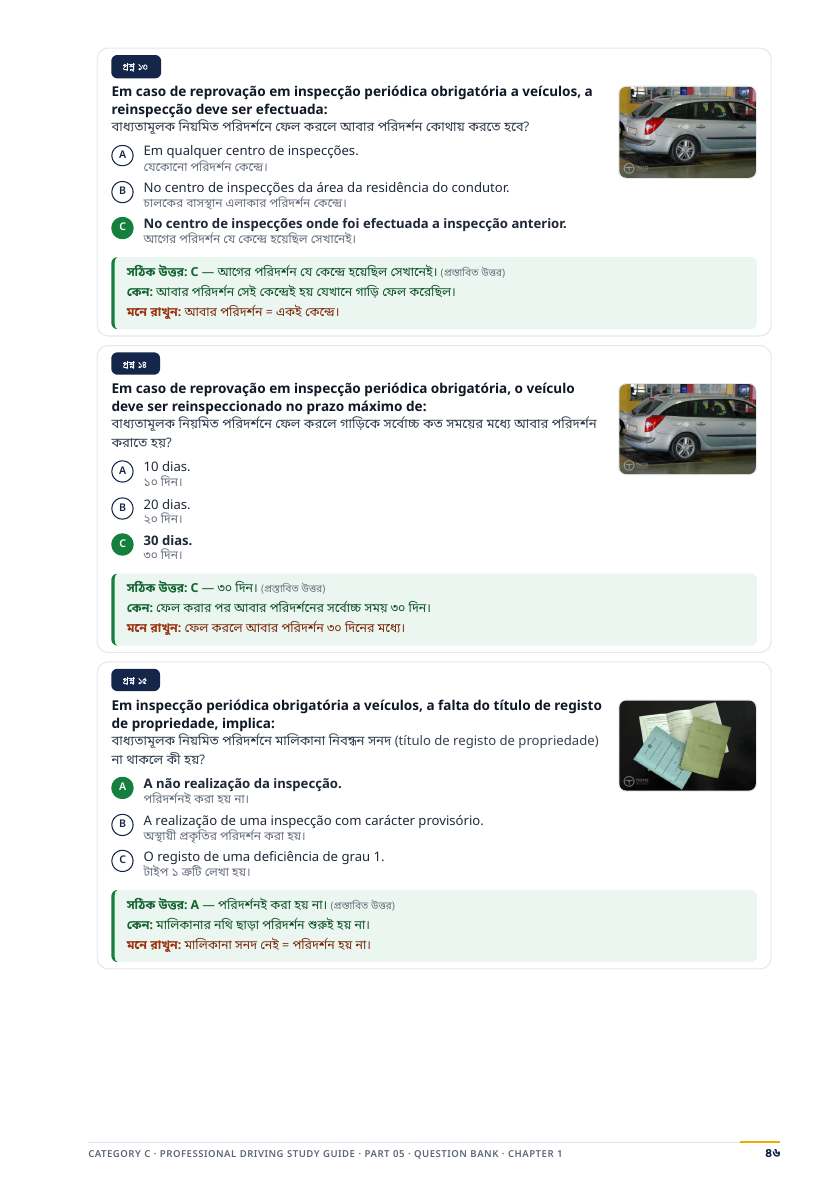 প্রশ্ন ১৩
Em caso de reprovação em inspecção periódica obrigatória a veículos, a
reinspecção deve ser efectuada:
বাধ্যতামূলক নিয়মিত পরিদর্শনে ফেল করলে আবার পরিদর্শন কোথায় করতে হবে?
A Em qualquer centro de inspecções.
যেকোনো পরিদর্শন কেন্দ্রে।
B No centro de inspecções da área da residência do condutor.
চালকের বাসস্থান এলাকার পরিদর্শন কেন্দ্রে।
C No centro de inspecções onde foi efectuada a inspecção anterior.
আগের পরিদর্শন যে কেন্দ্রে হয়েছিল সেখানেই।
সঠিক উত্তর: C — আগের পরিদর্শন যে কেন্দ্রে হয়েছিল সেখানেই। (প্রস্তাবিত উত্তর)
কেন: আবার পরিদর্শন সেই কেন্দ্রেই হয় যেখানে গাড়ি ফেল করেছিল।
মনে রাখুন: আবার পরিদর্শন = একই কেন্দ্রে।
প্রশ্ন ১৪
Em caso de reprovação em inspecção periódica obrigatória, o veículo
deve ser reinspeccionado no prazo máximo de:
বাধ্যতামূলক নিয়মিত পরিদর্শনে ফেল করলে গাড়িকে সর্বোচ্চ কত সময়ের মধ্যে আবার পরিদর্শন
করাতে হয়?
A 10 dias.
১০ দিন।
B 20 dias.
২০ দিন।
C 30 dias.
৩০ দিন।
সঠিক উত্তর: C — ৩০ দিন। (প্রস্তাবিত উত্তর)
কেন: ফেল করার পর আবার পরিদর্শনের সর্বোচ্চ সময় ৩০ দিন।
মনে রাখুন: ফেল করলে আবার পরিদর্শন ৩০ দিনের মধ্যে।
প্রশ্ন ১৫
Em inspecção periódica obrigatória a veículos, a falta do título de registo
de propriedade, implica:
বাধ্যতামূলক নিয়মিত পরিদর্শনে মালিকানা নিবন্ধন সনদ (título de registo de propriedade)
না থাকলে কী হয়?
A A não realização da inspecção.
পরিদর্শনই করা হয় না।
B A realização de uma inspecção com carácter provisório.
অস্থায়ী প্রকৃতির পরিদর্শন করা হয়।
C O registo de uma deficiência de grau 1.
টাইপ ১ ত্রুটি লেখা হয়।
সঠিক উত্তর: A — পরিদর্শনই করা হয় না। (প্রস্তাবিত উত্তর)
কেন: মালিকানার নথি ছাড়া পরিদর্শন শুরুই হয় না।
মনে রাখুন: মালিকানা সনদ নেই = পরিদর্শন হয় না।
CATEGORY C · PROFESSIONAL DRIVING STUDY GUIDE · PART 05 · QUESTION BANK · CHAPTER 1 ৪৬